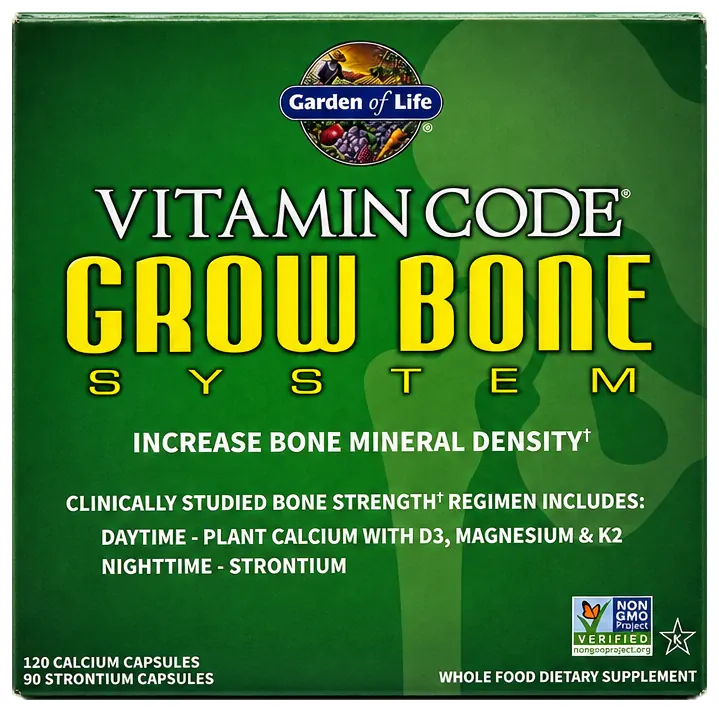 Garden of Life®
VITAMIN CODE®
GROW BONE
SYSTEM
INCREASE BONE MINERAL DENSITY†
CLINICALLY STUDIED BONE STRENGTH† REGIMEN INCLUDES:
DAYTIME - PLANT CALCIUM WITH D3, MAGNESIUM & K2
NIGHTTIME - STRONTIUM
NON
GMO
Project
VERIFIED
nongmoproject.org
K
120 CALCIUM CAPSULES
90 STRONTIUM CAPSULES
WHOLE FOOD DIETARY SUPPLEMENT